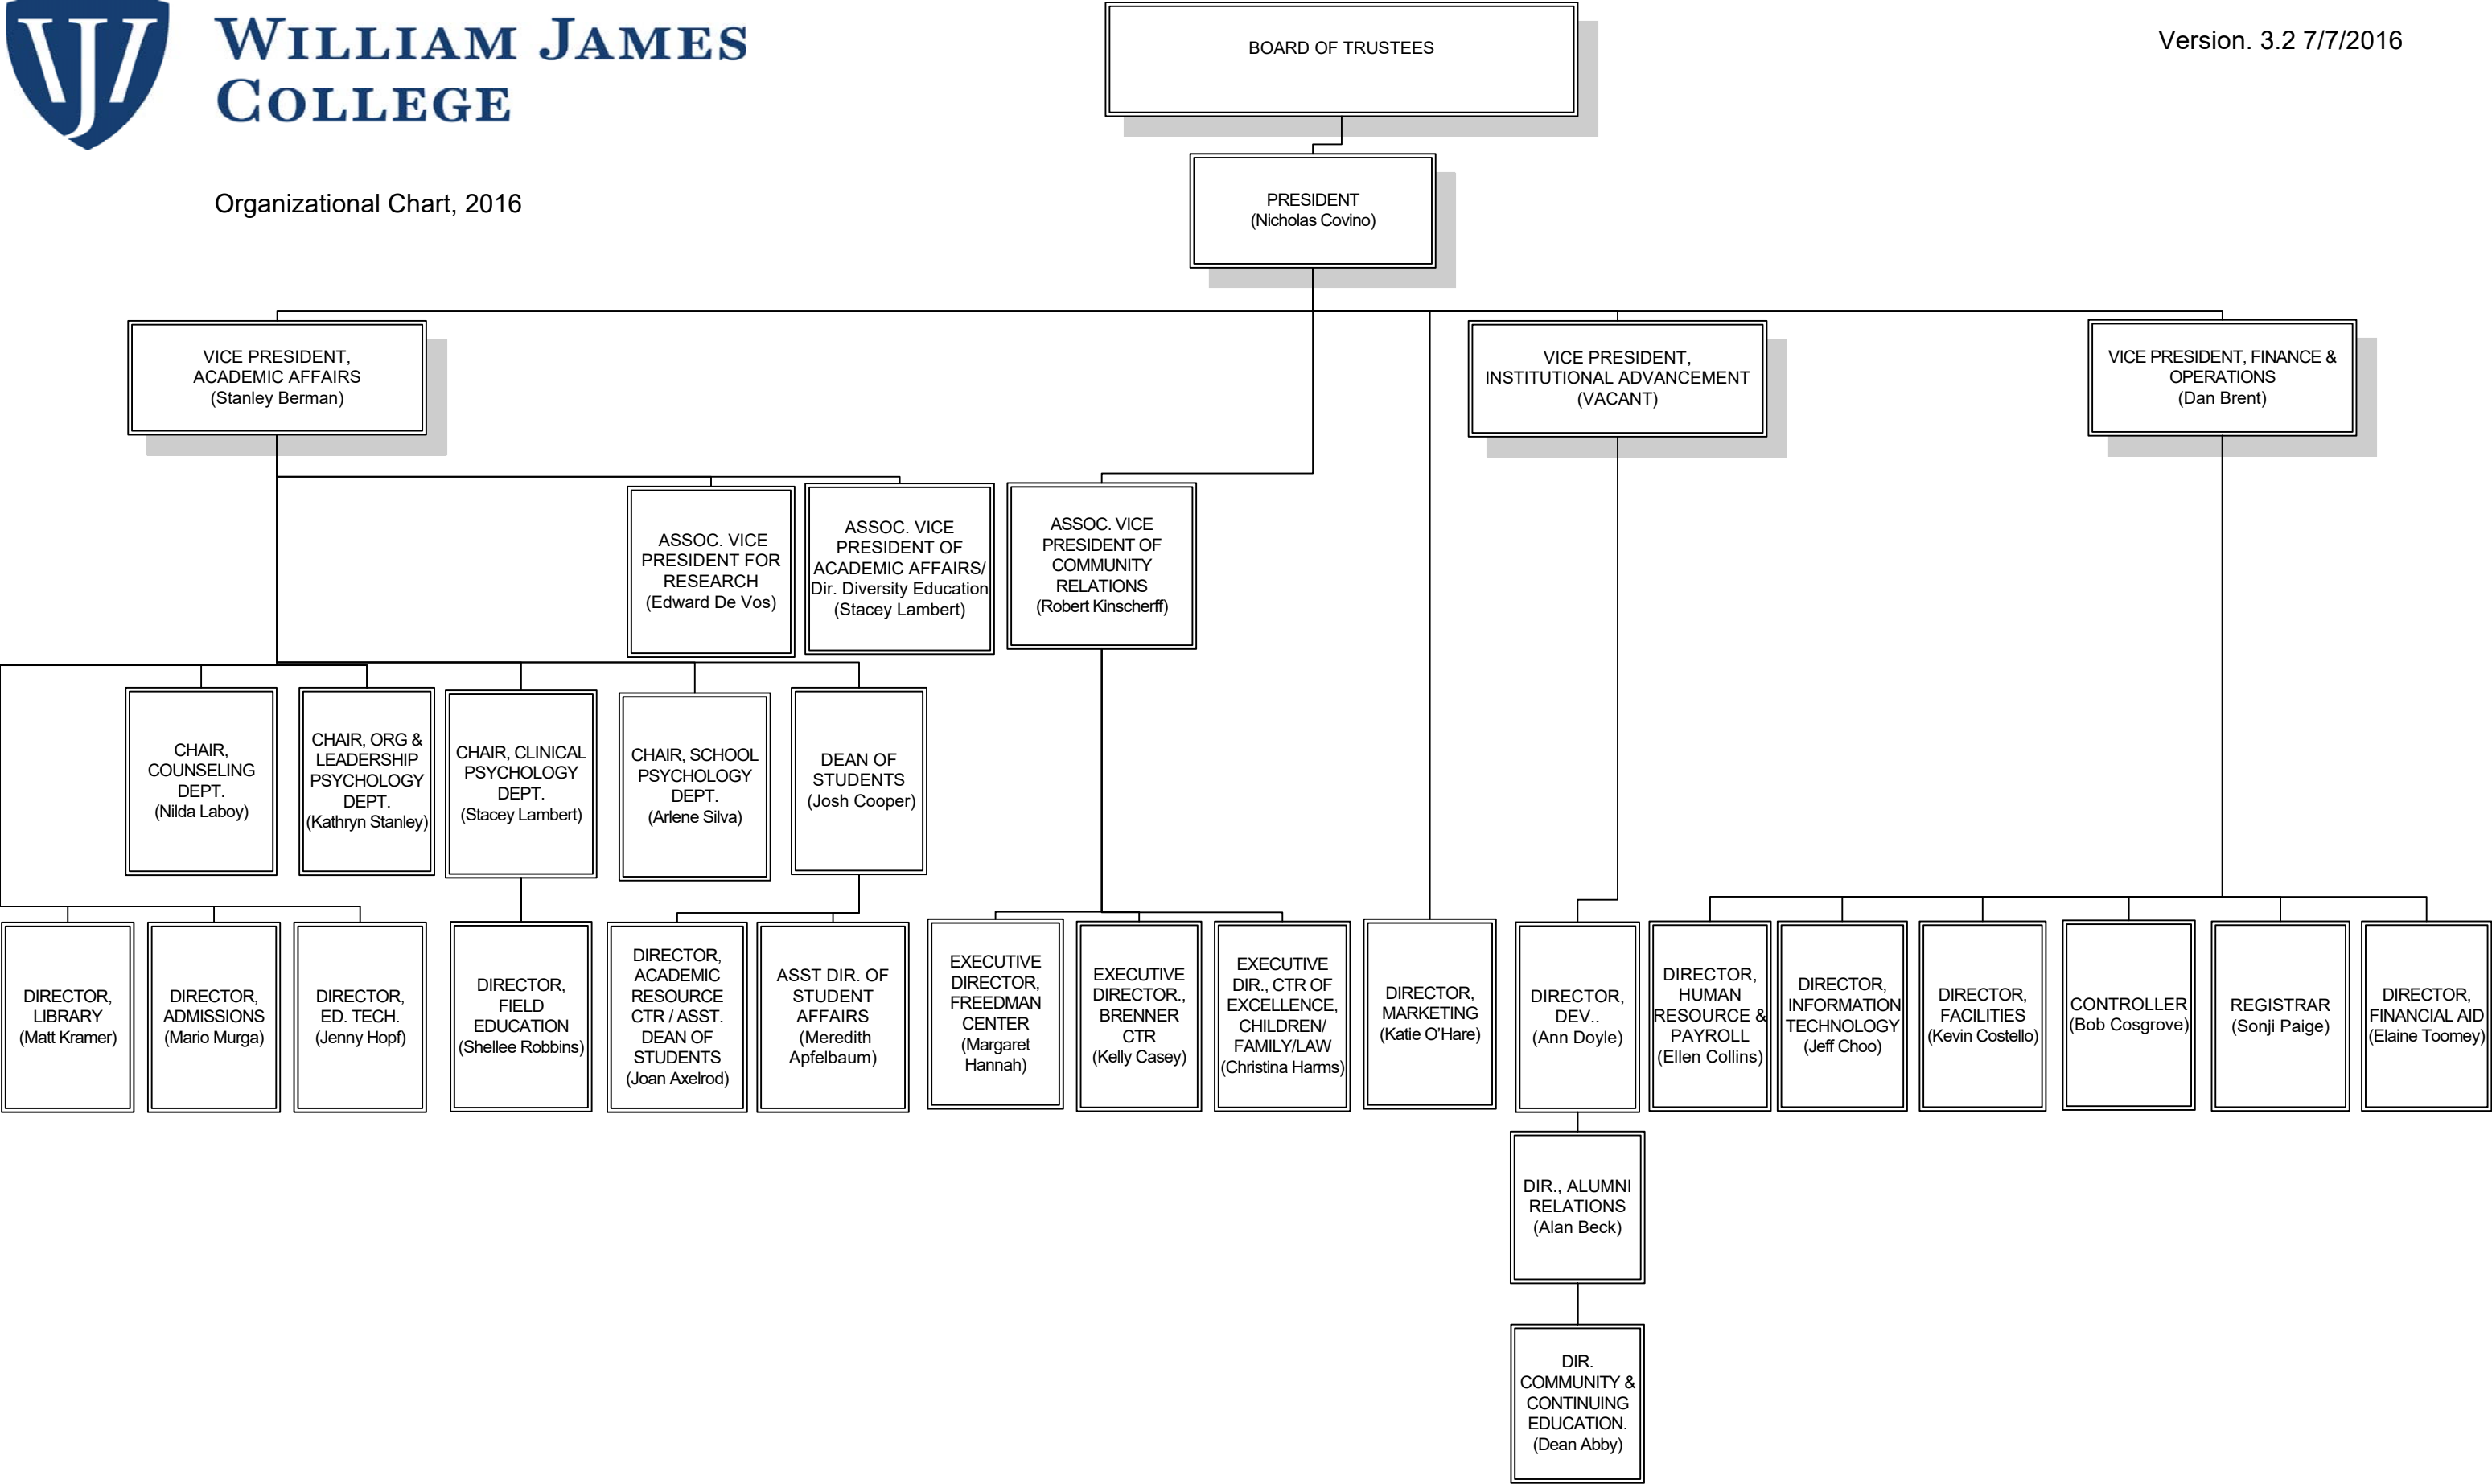 WILLIAM JAMES
COLLEGE
Organizational Chart, 2016
Version. 3.2 7/7/2016
BOARD OF TRUSTEES
PRESIDENT
(Nicholas Covino)
VICE PRESIDENT,
ACADEMIC AFFAIRS
(Stanley Berman)
VICE PRESIDENT,
INSTITUTIONAL ADVANCEMENT
(VACANT)
VICE PRESIDENT, FINANCE &
OPERATIONS
(Dan Brent)
ASSOC. VICE
PRESIDENT FOR
RESEARCH
(Edward De Vos)
ASSOC. VICE
PRESIDENT OF
ACADEMIC AFFAIRS/
Dir. Diversity Education
(Stacey Lambert)
ASSOC. VICE
PRESIDENT OF
COMMUNITY
RELATIONS
(Robert Kinscherff)
CHAIR,
COUNSELING
DEPT.
(Nilda Laboy)
CHAIR, ORG &
LEADERSHIP
PSYCHOLOGY
DEPT.
(Kathryn Stanley)
CHAIR, CLINICAL
PSYCHOLOGY
DEPT.
(Stacey Lambert)
CHAIR, SCHOOL
PSYCHOLOGY
DEPT.
(Arlene Silva)
DEAN OF
STUDENTS
(Josh Cooper)
DIRECTOR,
LIBRARY
(Matt Kramer)
DIRECTOR,
ADMISSIONS
(Mario Murga)
DIRECTOR,
ED. TECH.
(Jenny Hopf)
DIRECTOR,
FIELD
EDUCATION
(Shellee Robbins)
DIRECTOR,
ACADEMIC
RESOURCE
CTR / ASST.
DEAN OF
STUDENTS
(Joan Axelrod)
ASST DIR. OF
STUDENT
AFFAIRS
(Meredith
Apfelbaum)
EXECUTIVE
DIRECTOR,
FREEDMAN
CENTER
(Margaret
Hannah)
EXECUTIVE
DIRECTOR.,
BRENNER
CTR
(Kelly Casey)
EXECUTIVE
DIR., CTR OF
EXCELLENCE,
CHILDREN/
FAMILY/LAW
(Christina Harms)
DIRECTOR,
MARKETING
(Katie O’Hare)
DIRECTOR,
DEV..
(Ann Doyle)
DIRECTOR,
HUMAN
RESOURCE &
PAYROLL
(Ellen Collins)
DIRECTOR,
INFORMATION
TECHNOLOGY
(Jeff Choo)
DIRECTOR,
FACILITIES
(Kevin Costello)
CONTROLLER
(Bob Cosgrove)
REGISTRAR
(Sonji Paige)
DIRECTOR,
FINANCIAL AID
(Elaine Toomey)
DIR., ALUMNI
RELATIONS
(Alan Beck)
DIR.
COMMUNITY &
CONTINUING
EDUCATION.
(Dean Abby)